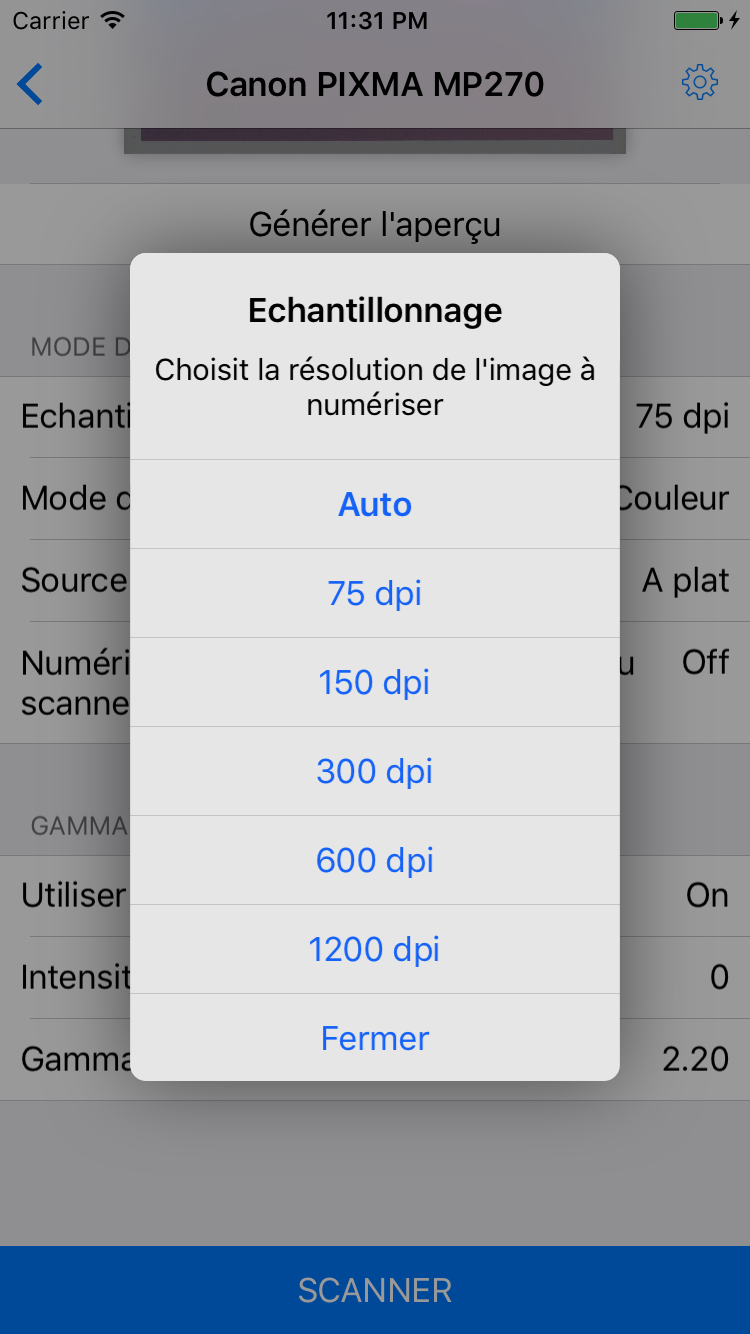 Carrier 11:31 PM
Canon PIXMA MP270
Générer l'aperçu
Echantillonnage
Choisit la résolution de l'image à
numériser
MODE D
Echanti 75 dpi
Auto
Mode d Couleur
75 dpi
Source A plat
150 dpi
Numéri u Off
scanne
300 dpi
GAMMA
600 dpi
Utiliser On
1200 dpi
Intensit 0
Fermer
Gamma 2.20
SCANNER